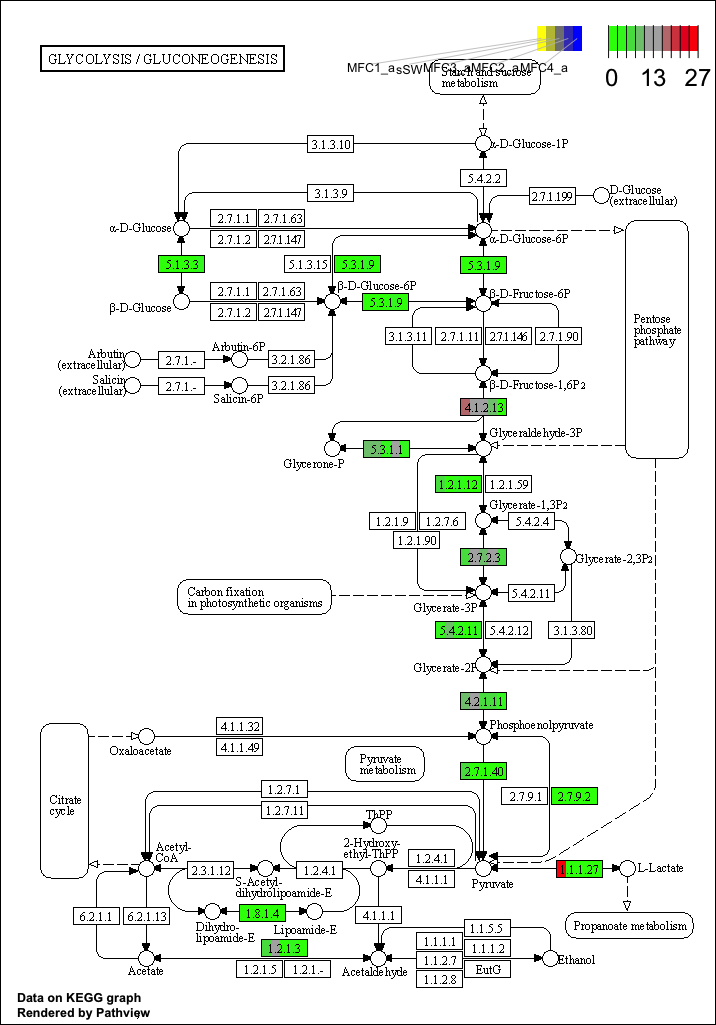 GLYCOLYSIS / GLUCONEOGENESIS
MFC1_a sSW MFC3_a MFC2_a MFC4_a
0 13 27
Starch and sucrose
metabolism
3.1.3.10
α-D-Glucose-1P
5.4.2.2
3.1.3.9
2.7.1.199
D-Glucose
(extracellular)
α-D-Glucose
2.7.1.1
2.7.1.63
2.7.1.2
2.7.1.147
α-D-Glucose-6P
5.1.3.3
5.1.3.15
5.3.1.9
5.3.1.9
β-D-Glucose
2.7.1.1
2.7.1.63
2.7.1.2
2.7.1.147
β-D-Glucose-6P
5.3.1.9
β-D-Fructose-6P
Pentose
phosphate
pathway
3.1.3.11
2.7.1.11
2.7.1.146
2.7.1.90
Arbutin
(extracellular)
2.7.1.-
Arbutin-6P
3.2.1.86
Salicin
(extracellular)
2.7.1.-
Salicin-6P
3.2.1.86
β-D-Fructose-1,6P2
4.1.2.13
Glyceraldehyde-3P
Glycerone-P
5.3.1.1
1.2.1.12
1.2.1.59
Glycerate-1,3P2
1.2.1.9
1.2.7.6
1.2.1.90
5.4.2.4
2.7.2.3
Glycerate-2,3P2
Carbon fixation
in photosynthetic organisms
Glycerate-3P
5.4.2.11
5.4.2.11
5.4.2.12
3.1.3.80
Glycerate-2P
4.2.1.11
Oxaloacetate
4.1.1.32
4.1.1.49
Phosphoenolpyruvate
Pyruvate
metabolism
2.7.1.40
2.7.9.1
2.7.9.2
Citrate
cycle
1.2.7.1
1.2.7.11
ThPP
2-Hydroxy-
ethyl-ThPP
Acetyl-
CoA
2.3.1.12
S-Acetyl-
dihydrolipoamide-E
1.2.4.1
1.2.4.1
4.1.1.1
Pyruvate
1.1.1.27
L-Lactate
Propanoate metabolism
6.2.1.1
6.2.1.13
Dihydro-
lipoamide-E
1.8.1.4
Lipoamide-E
4.1.1.1
1.2.1.3
1.2.1.5
1.2.1.-
Acetate
Acetaldehyde
1.1.5.5
1.1.1.1
1.1.1.2
1.1.2.7
EutG
1.1.2.8
Ethanol
Data on KEGG graph
Rendered by Pathview